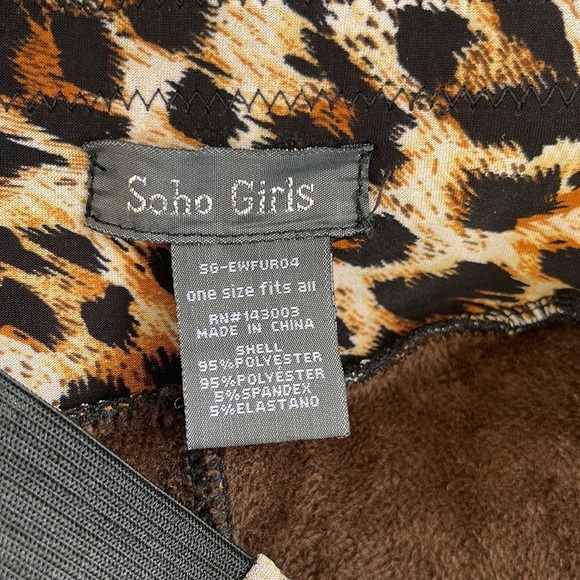 Soho Girls
SG-EWFUR04
one size fits all
RN#143003
MADE IN CHINA
SHELL
95%POLYESTER
95%POLYESTER
5%SPANDEX
5%ELASTANO